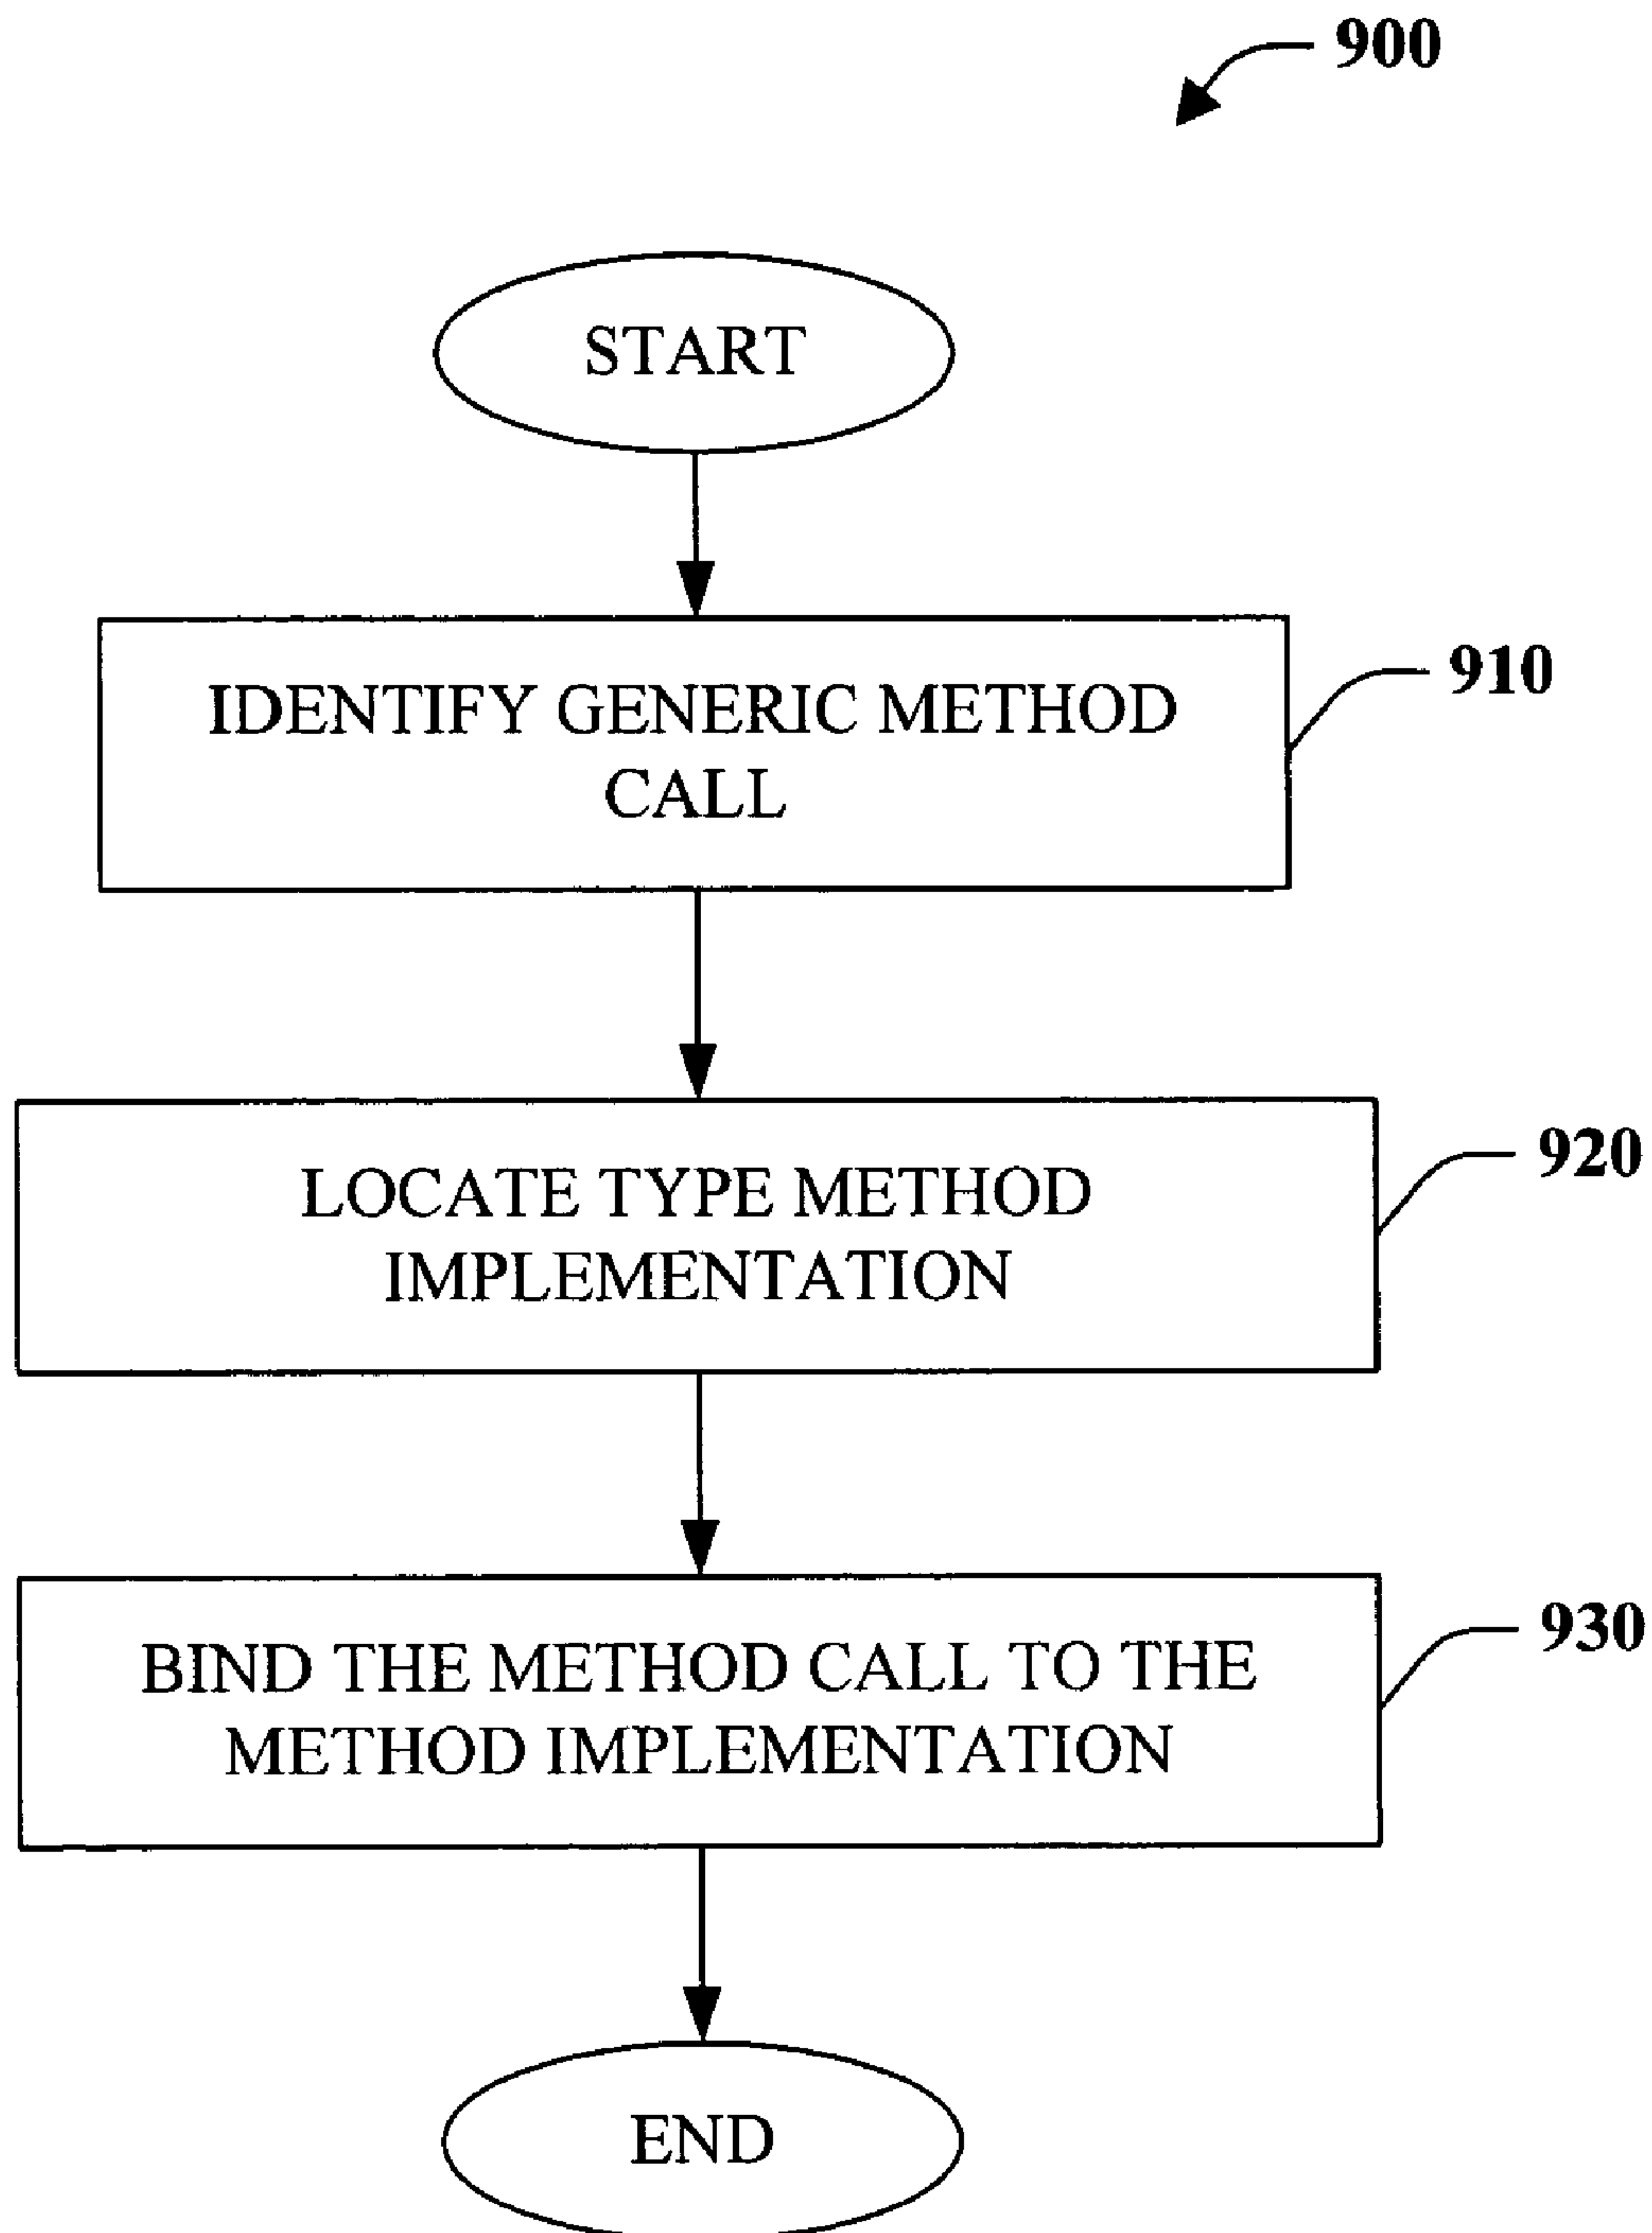 900
START
IDENTIFY GENERIC METHOD
CALL
910
LOCATE TYPE METHOD
IMPLEMENTATION
920
BIND THE METHOD CALL TO THE
METHOD IMPLEMENTATION
930
END